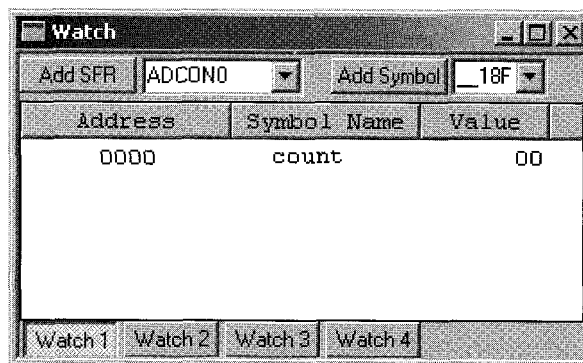 Watch
Add SFR ADCON0 Add Symbol __18F
Address Symbol Name Value
0000 count 00
Watch 1 Watch 2 Watch 3 Watch 4